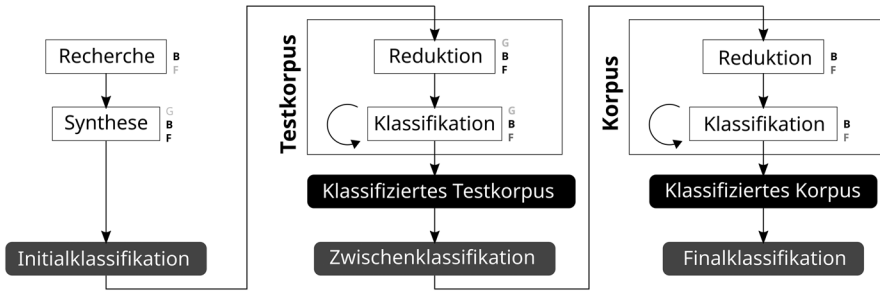 Recherche
B
F
Synthese
G
B
F
Initialklassifikation
Testkorpus
Reduktion
G
B
F
Klassifikation
G
B
F
Klassifiziertes Testkorpus
Zwischenklassifikation
Korpus
Reduktion
B
F
Klassifikation
B
F
Klassifiziertes Korpus
Finalklassifikation